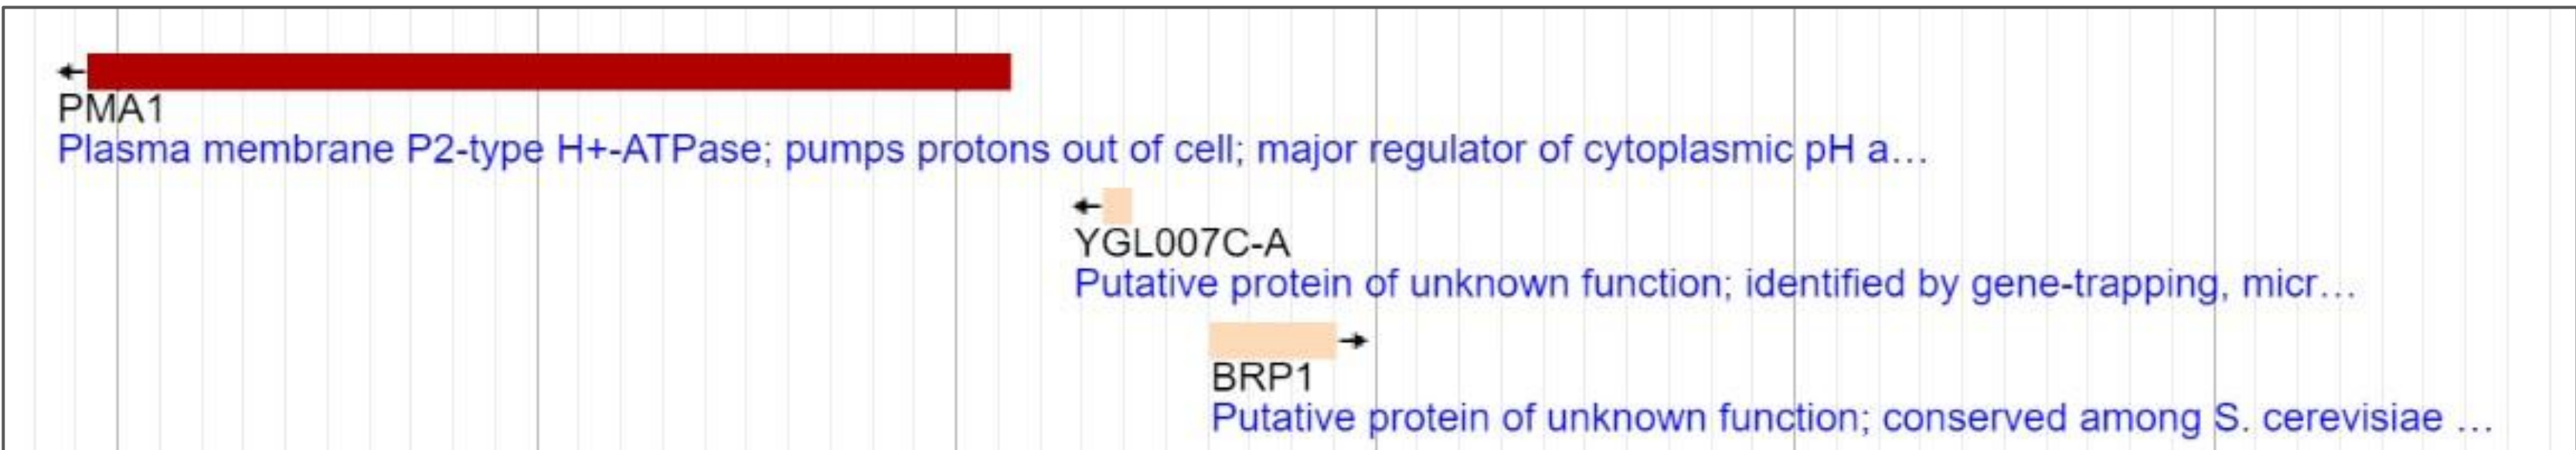 PMA1
Plasma membrane P2-type H+-ATPase; pumps protons out of cell; major regulator of cytoplasmic pH a...
YGL007C-A
Putative protein of unknown function; identified by gene-trapping, micr...
BRP1
Putative protein of unknown function; conserved among S. cerevisiae ...